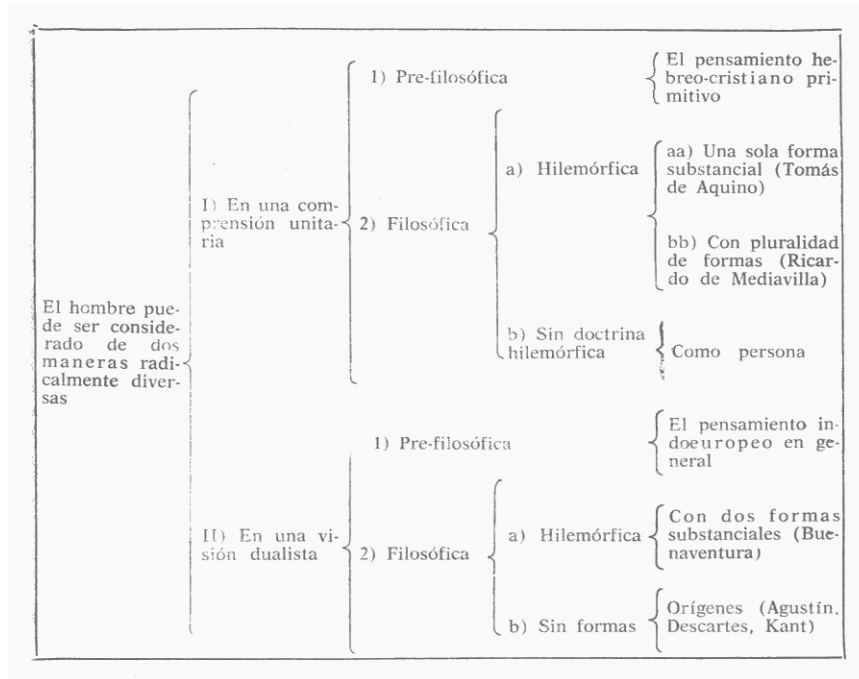 El hombre pue-
de ser conside-
rado de dos
maneras radi-
calmente diver-
sas
I) En una com-
prensión unita-
ria
1) Pre-filosófica
El pensamiento he-
breo-cristiano pri-
mitivo
2) Filosófica
a) Hilemórfica
aa) Una sola forma
substancial (Tomás
de Aquino)
bb) Con pluralidad
de formas (Ricar-
do de Mediavilla)
b) Sin doctrina
hilemórfica
Como persona
II) En una vi-
sión dualista
1) Pre-filosófica
El pensamiento in-
doeuropeo en ge-
neral
2) Filosófica
a) Hilemórfica
Con dos formas
substanciales (Bue-
naventura)
b) Sin formas
Orígenes (Agustín,
Descartes, Kant)